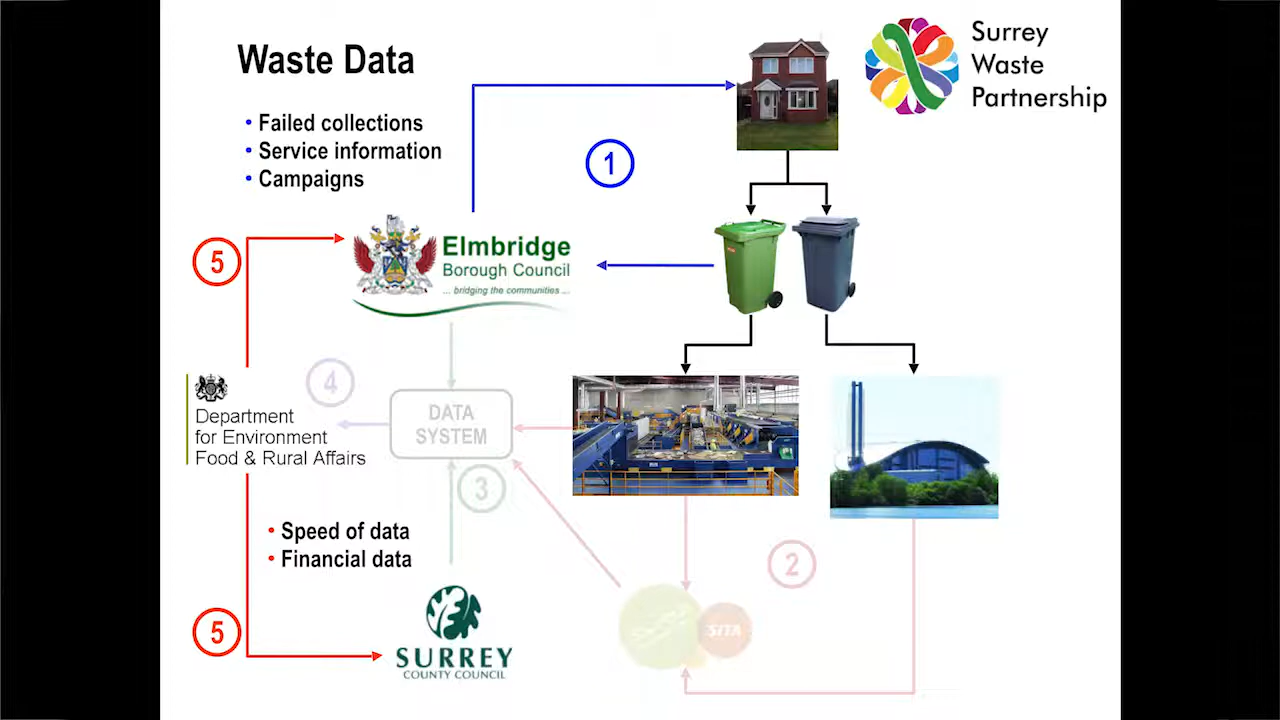 Waste Data
Surrey
Waste
Partnership
• Failed collections
• Service information
• Campaigns
1
5
Elmbridge
Borough Council
... bridging the communities ...
4
Department
for Environment
Food & Rural Affairs
DATA
SYSTEM
3
• Speed of data
• Financial data
2
5
SITA
SURREY
COUNTY COUNCIL